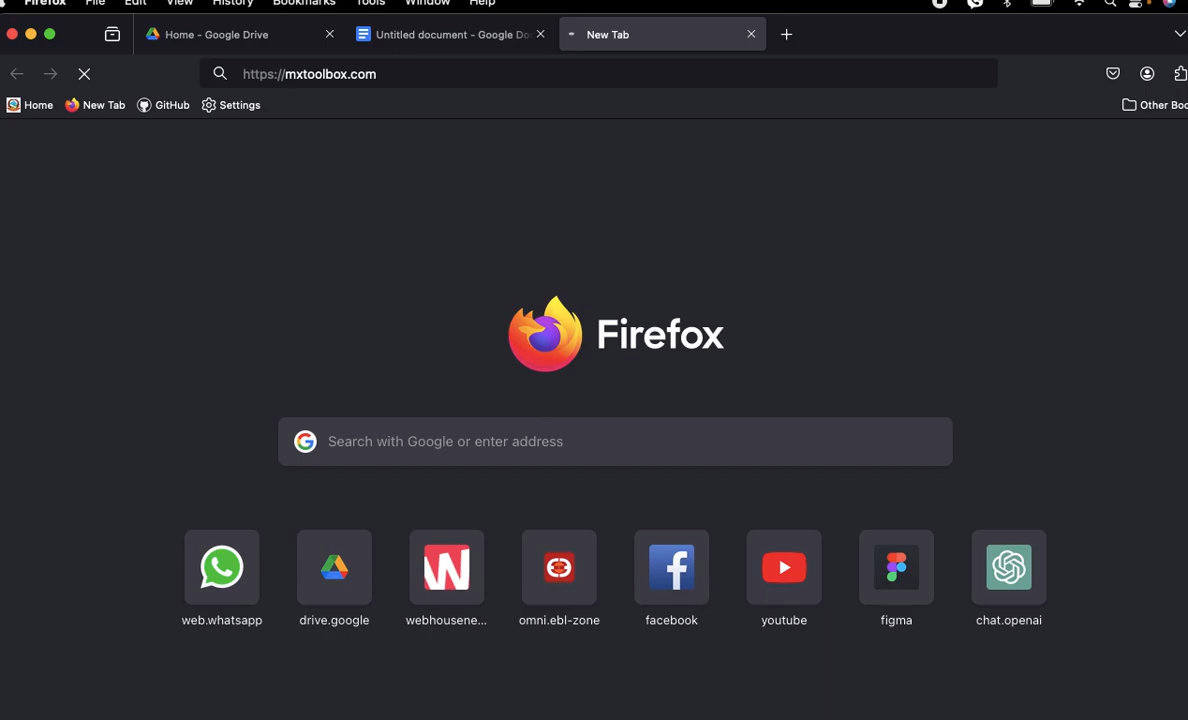 Firefox File Edit View History Bookmarks Tools Window Help
Home - Google Drive Untitled document - Google Do New Tab
https://mxtoolbox.com
Home New Tab GitHub Settings Other Boo
Firefox
Search with Google or enter address
web.whatsapp drive.google webhousene... omni.ebl-zone facebook youtube figma chat.openai